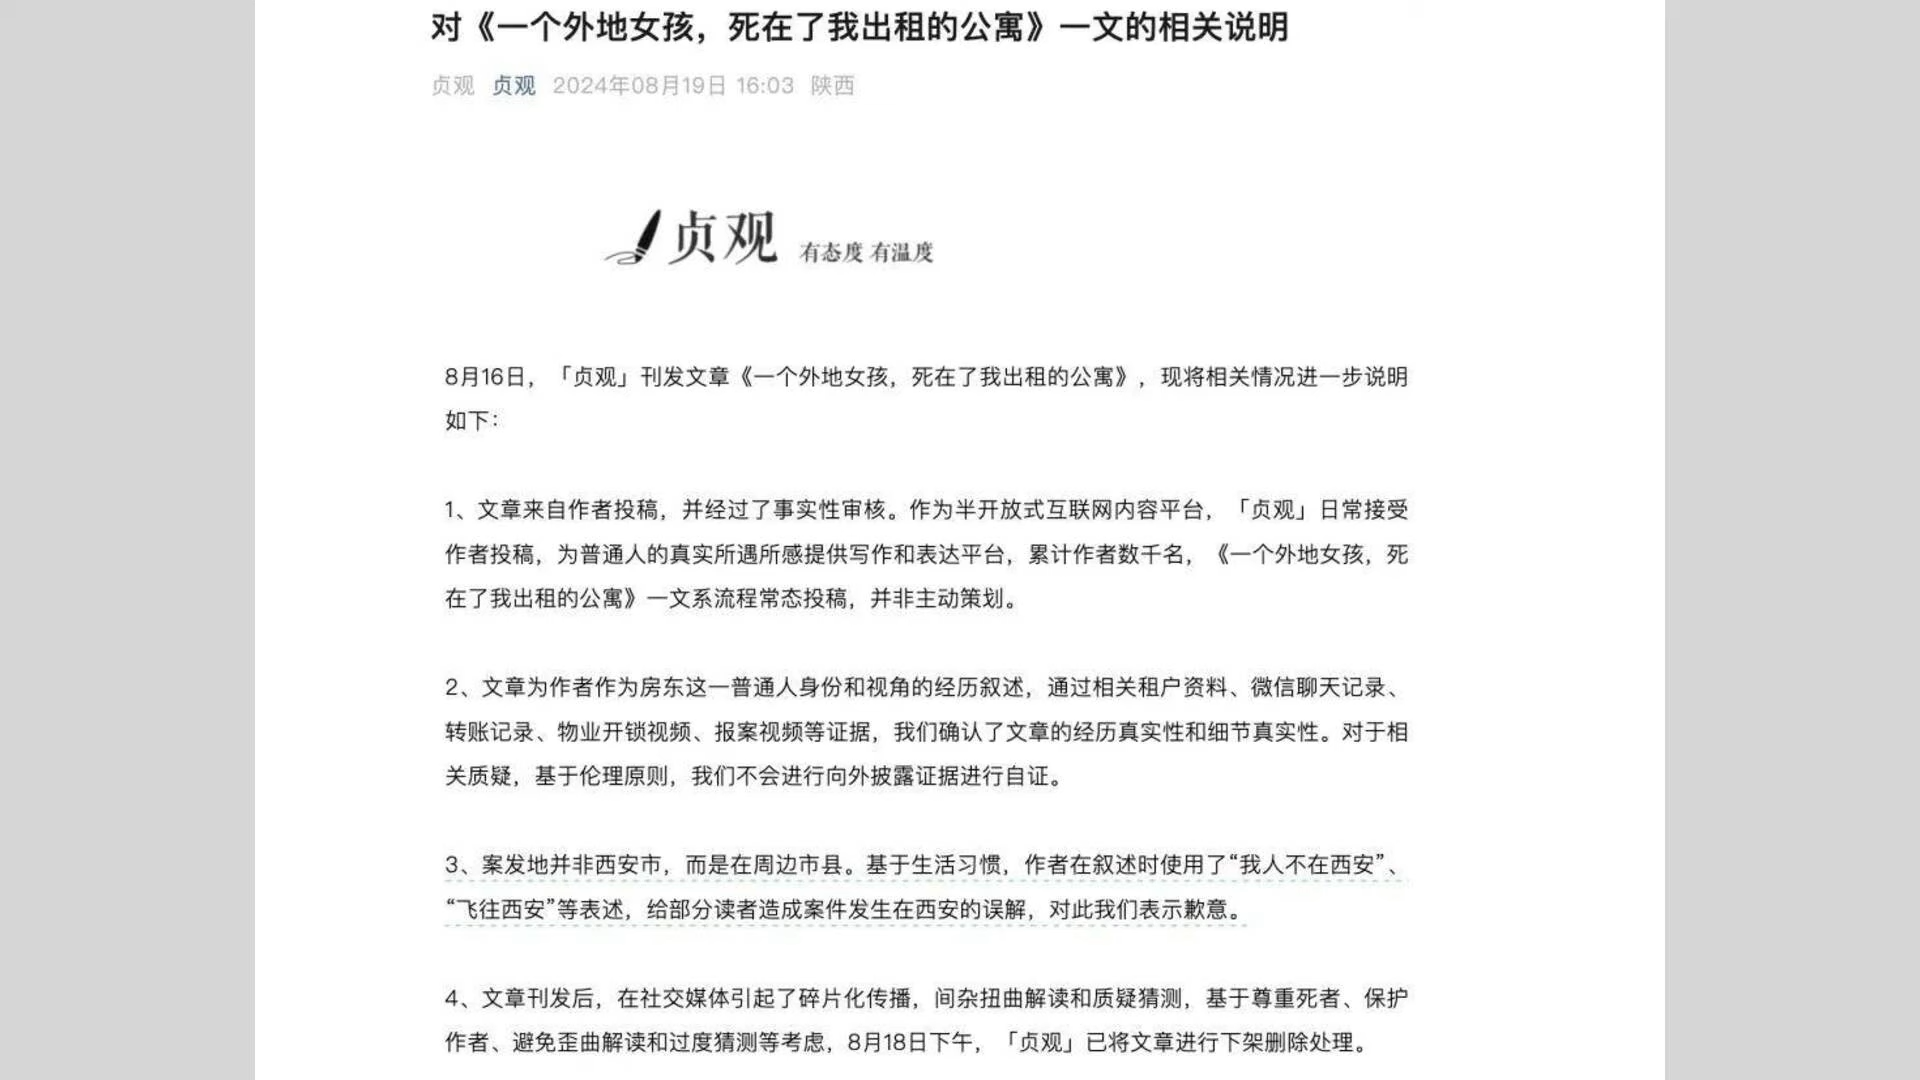 对《一个外地女孩，死在了我出租的公寓》一文的相关说明
贞观 贞观 2024年08月19日 16:03 陕西
贞观 有态度 有温度
8月16日，「贞观」刊发文章《一个外地女孩，死在了我出租的公寓》，现将相关情况进一步说明
如下：
1、文章来自作者投稿，并经过了事实性审核。作为半开放式互联网内容平台，「贞观」日常接受
作者投稿，为普通人的真实所遇所感提供写作和表达平台，累计作者数千名，《一个外地女孩，死
在了我出租的公寓》一文系流程常态投稿，并非主动策划。
2、文章为作者作为房东这一普通人身份和视角的经历叙述，通过相关租户资料、微信聊天记录、
转账记录、物业开锁视频、报案视频等证据，我们确认了文章的经历真实性和细节真实性。对于相
关质疑，基于伦理原则，我们不会进行向外披露证据进行自证。
3、案发地并非西安市，而是在周边市县。基于生活习惯，作者在叙述时使用了“我人不在西安”、
“飞往西安”等表述，给部分读者造成案件发生在西安的误解，对此我们表示歉意。
4、文章刊发后，在社交媒体引起了碎片化传播，间杂扭曲解读和质疑猜测，基于尊重死者、保护
作者、避免歪曲解读和过度猜测等考虑，8月18日下午，「贞观」已将文章进行下架删除处理。